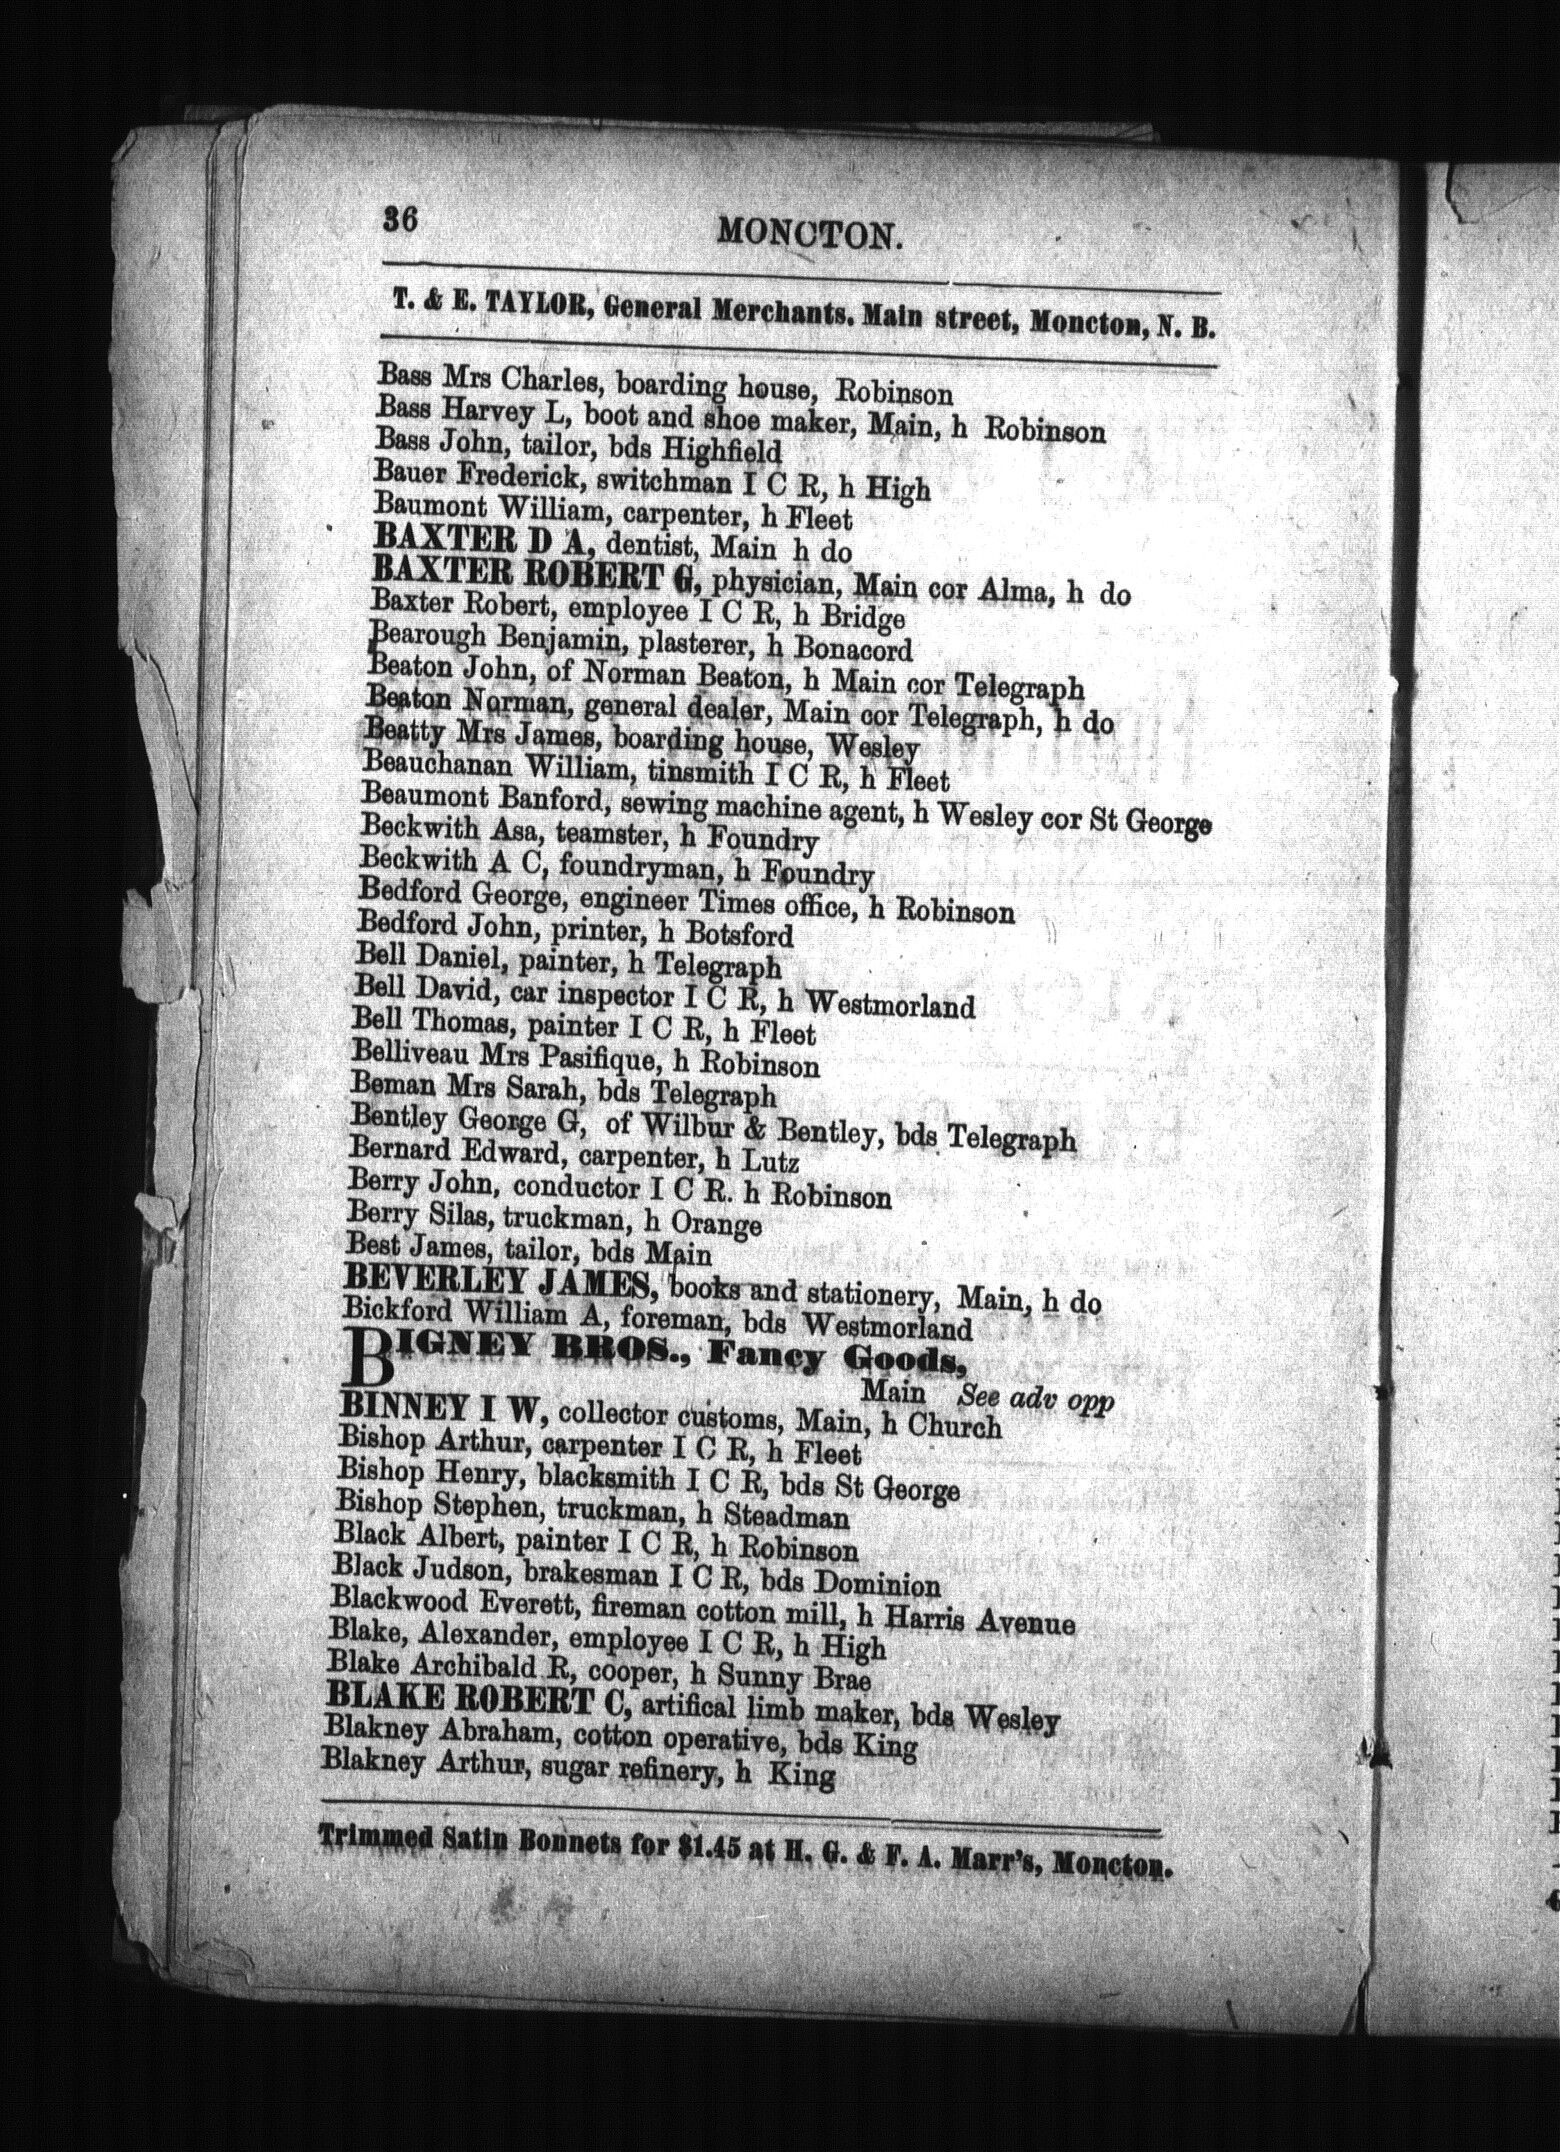 36
MONCTON.
T. & E. TAYLOR, General Merchants. Main street, Moncton, N. B.
Bass Mrs Charles, boarding house, Robinson
Bass Harvey L, boot and shoe maker, Main, h Robinson
Bass John, tailor, bds Highfield
Bauer Frederick, switchman I C R, h High
Baumont William, carpenter, h Fleet
BAXTER D A, dentist, Main h do
BAXTER ROBERT G, physician, Main cor Alma, h do
Baxter Robert, employee I C R, h Bridge
Bearough Benjamin, plasterer, h Bonacord
Beaton John, of Norman Beaton, h Main cor Telegraph
Beaton Norman, general dealer, Main cor Telegraph, h do
Beatty Mrs James, boarding house, Wesley
Beauchanan William, tinsmith I C R, h Fleet
Beaumont Banford, sewing machine agent, h Wesley cor St George
Beckwith Asa, teamster, h Foundry
Beckwith A C, foundryman, h Foundry
Bedford George, engineer Times office, h Robinson
Bedford John, printer, h Botsford
Bell Daniel, painter, h Telegraph
Bell David, car inspector I C R, h Westmorland
Bell Thomas, painter I C R, h Fleet
Belliveau Mrs Pasifique, h Robinson
Beman Mrs Sarah, bds Telegraph
Bentley George G, of Wilbur & Bentley, bds Telegraph
Bernard Edward, carpenter, h Lutz
Berry John, conductor I C R. h Robinson
Berry Silas, truckman, h Orange
Best James, tailor, bds Main
BEVERLEY JAMES, books and stationery, Main, h do
Bickford William A, foreman, bds Westmorland
BIGNEY BROS., Fancy Goods,
Main See adv opp
BINNEY I W, collector customs, Main, h Church
Bishop Arthur, carpenter I C R, h Fleet
Bishop Henry, blacksmith I C R, bds St George
Bishop Stephen, truckman, h Steadman
Black Albert, painter I C R, h Robinson
Black Judson, brakesman I C R, bds Dominion
Blackwood Everett, fireman cotton mill, h Harris Avenue
Blake, Alexander, employee I C R, h High
Blake Archibald R, cooper, h Sunny Brae
BLAKE ROBERT C, artifical limb maker, bds Wesley
Blakney Abraham, cotton operative, bds King
Blakney Arthur, sugar refinery, h King
Trimmed Satin Bonnets for $1.45 at H. G. & F. A. Marr's, Moncton.